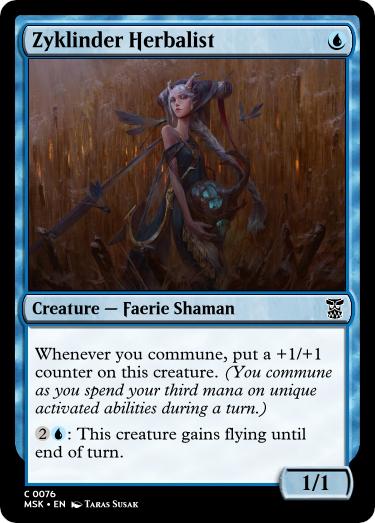 Zyklinder Herbalist
Creature — Faerie Shaman
Whenever you commune, put a +1/+1
counter on this creature. (You commune
as you spend your third mana on unique
activated abilities during a turn.)
2: This creature gains flying until
end of turn.
1/1
C 0076
MSK • EN Taras Susak